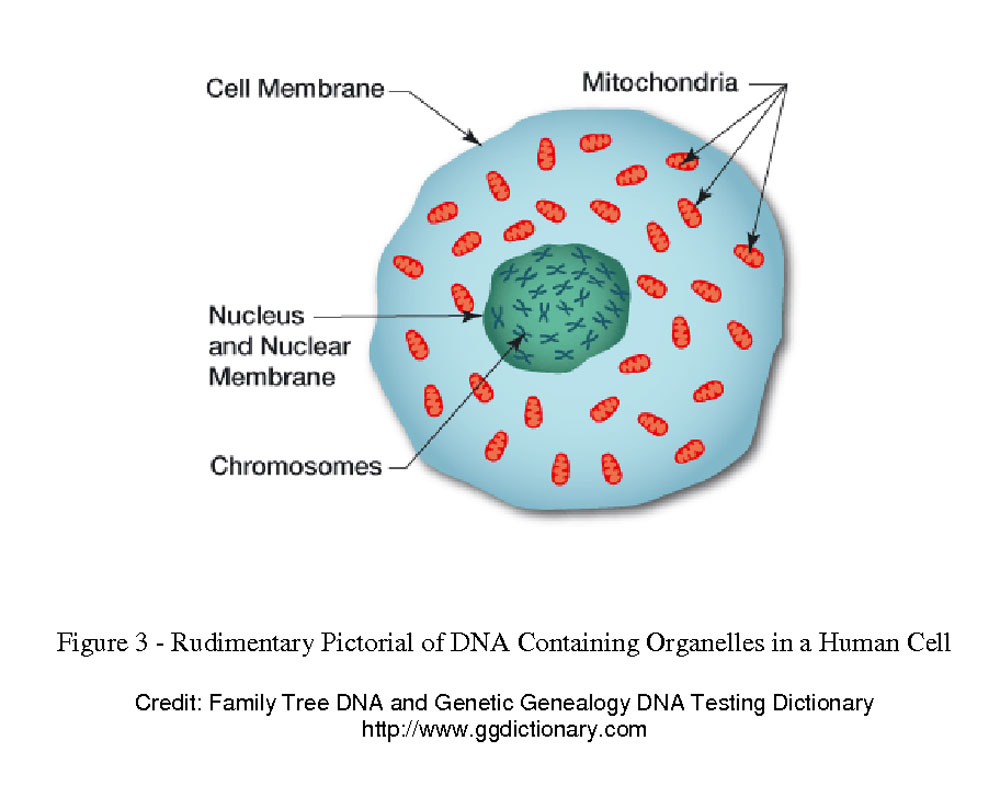 Cell Membrane
Mitochondria
Nucleus
and Nuclear
Membrane
Chromosomes
Figure 3 - Rudimentary Pictorial of DNA Containing Organelles in a Human Cell
Credit: Family Tree DNA and Genetic Genealogy DNA Testing Dictionary
http://www.ggdictionary.com